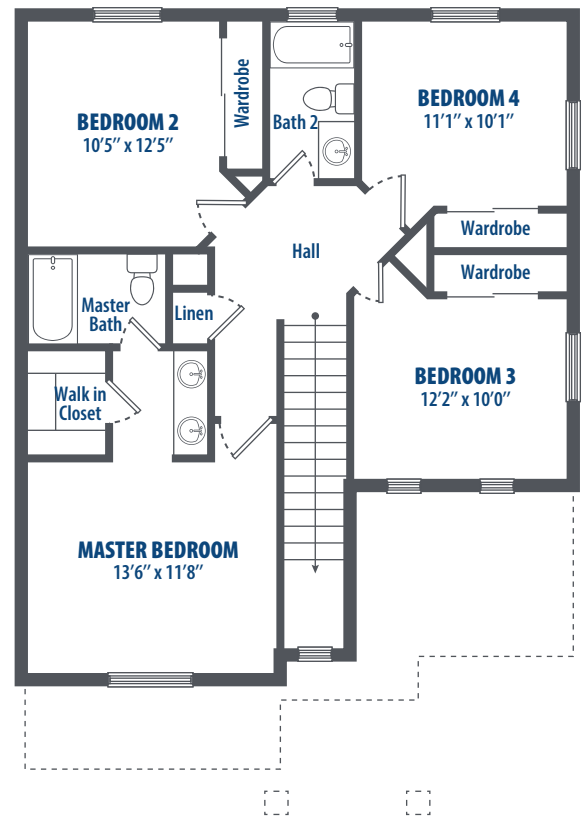 BEDROOM 2
10’5” x 12’5”
Wardrobe
Bath 2
BEDROOM 4
11’1” x 10’1”
Wardrobe
Hall
Wardrobe
Master
Bath
Linen
Walk in
Closet
BEDROOM 3
12’2” x 10’0”
MASTER BEDROOM
13’6” x 11’8”